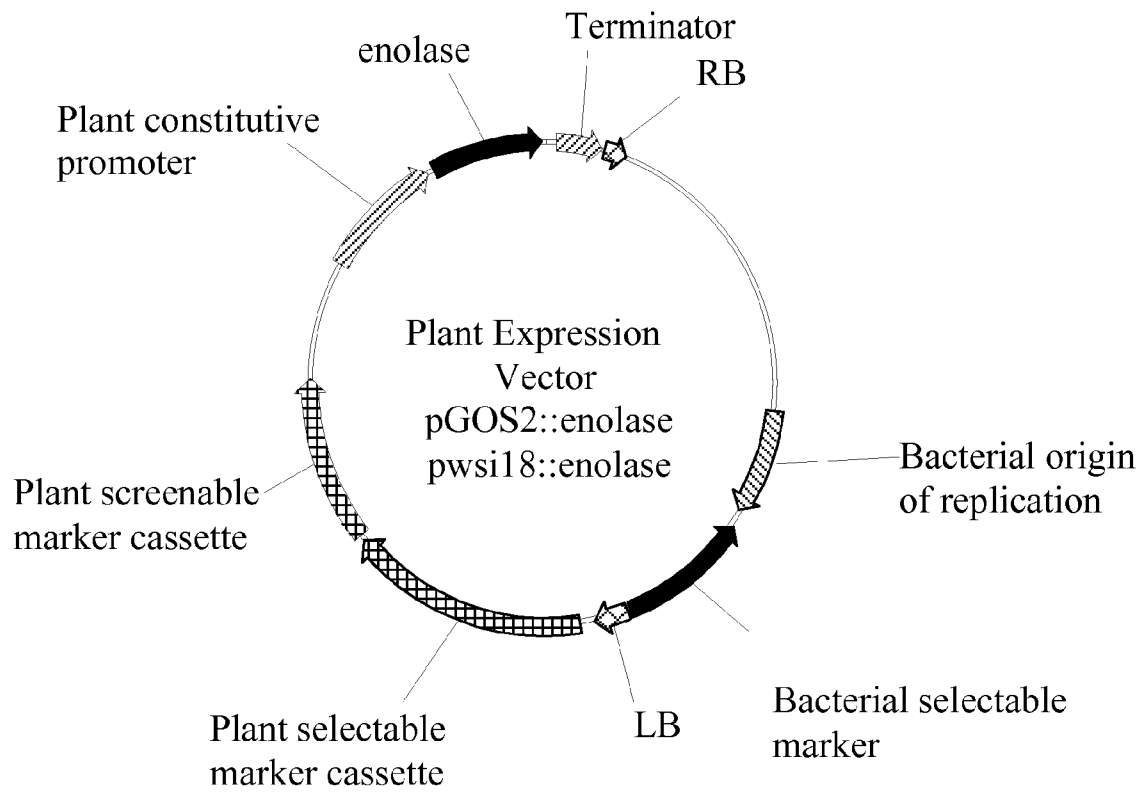 Terminator
enolase
RB
Plant constitutive
promoter
Plant Expression
Vector
pGOS2::enolase
pwsi18::enolase
Bacterial origin
of replication
Plant screenable
marker cassette
Bacterial selectable
marker
LB
Plant selectable
marker cassette